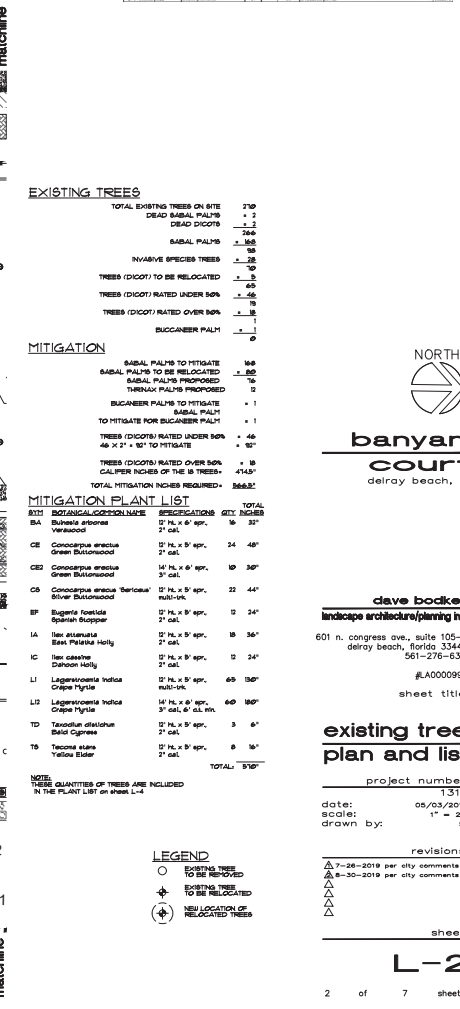 matchline
EXISTING TREES
TOTAL EXISTING TREES ON SITE 270
DEAD SABAL PALMS - 2
DEAD DICOTS - 2
266
SABAL PALMS - 168
98
INVASIVE SPECIES TREES - 28
70
TREES (DICOT) TO BE RELOCATED - 5
65
TREES (DICOT) RATED UNDER 50% - 46
19
TREES (DICOT) RATED OVER 50% - 18
1
BUCCANEER PALM - 1
0
MITIGATION
SABAL PALMS TO MITIGATE 168
SABAL PALMS TO BE RELOCATED - 80
SABAL PALMS PROPOSED 76
THRINAX PALMS PROPOSED 12
BUCANEER PALMS TO MITIGATE = 1
SABAL PALM
TO MITIGATE FOR BUCANEER PALM = 1
TREES (DICOTS) RATED UNDER 50% = 46
46 X 2" = 92" TO MITIGATE = 92"
TREES (DICOTS) RATED OVER 50% = 18
CALIPER INCHES OF THE 18 TREES= 474.5"
TOTAL MITIGATION INCHES REQUIRED= 566.5"
MITIGATION PLANT LIST
SYM BOTANICAL/COMMON NAME SPECIFICATIONS QTY TOTAL INCHES
BA Bulnesia arborea 12' ht. x 6' spr., 16 32"
Verawood 2" cal.
CE Conocarpus erectus 12' ht. x 5' spr., 24 48"
Green Buttonwood 2" cal.
CE2 Conocarpus erectus 14' ht. x 6' spr., 10 30"
Green Buttonwood 3" cal.
CS Conocarpus erectus 'Sericeus' 12' ht. x 5' spr., 22 44"
Silver Buttonwood multi-trk.
EF Eugenia foetida 12' ht. x 5' spr., 12 24"
Spanish Stopper 2" cal.
IA Ilex attenuata 12' ht. x 5' spr., 18 36"
East Palatka Holly 2" cal.
IC Ilex cassine 12' ht. x 5' spr., 12 24"
Dahoon Holly 2" cal.
LI Lagerstroemia indica 12' ht. x 5' spr., 65 130"
Crape Myrtle multi-trk.
LI2 Lagerstroemia indica 14' ht. x 6' spr., 60 180"
Crape Myrtle 3" cal., 6' c.t. min.
TD Taxodium distichum 12' ht. x 5' spr., 3 6"
Bald Cypress 2" cal.
TS Tecoma stans 12' ht. x 5' spr., 8 16"
Yellow Elder 2" cal.
TOTAL: 570"
NOTE:
THESE QUANTITIES OF TREES ARE INCLUDED
IN THE PLANT LIST on sheet L-4
LEGEND
EXISTING TREE
TO BE REMOVED
EXISTING TREE
TO BE RELOCATED
NEW LOCATION OF
RELOCATED TREES
matchline
NORTH
banyan
court
delray beach,
dave bodke
landscape architecture/planning in
601 n. congress ave., suite 105-
delray beach, florida 3344
561-276-63
#LA000099
sheet title
existing tree
plan and lis
project numbe
131
date: 05/03/201
scale: 1" = 2
drawn by:
revisions
7-26-2019 per city comments
8-30-2019 per city comments
sheet
L-2
2 of 7 sheet